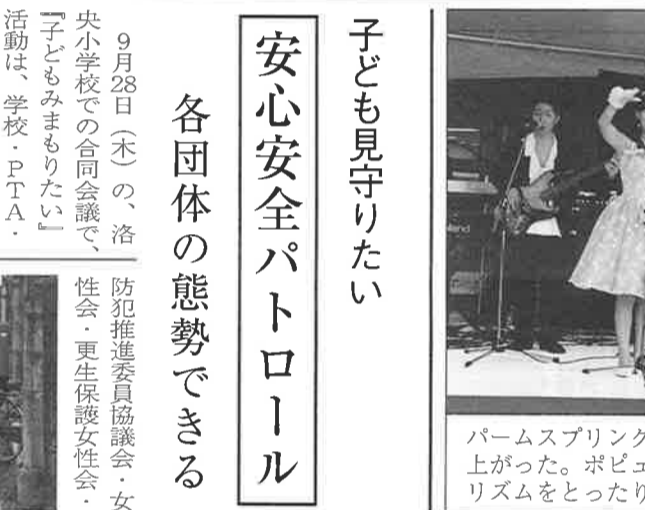 子ども見守りたい
安心安全パトロール
各団体の態勢できる
9月28日（木）の、洛
央小学校での合同会議で、
『子どもみまもりたい』
活動は、学校・PTA・
防犯推進委員協議会・女
性会・更生保護女性会・
パームスプリング
上がった。ポピュ
リズムをとったり